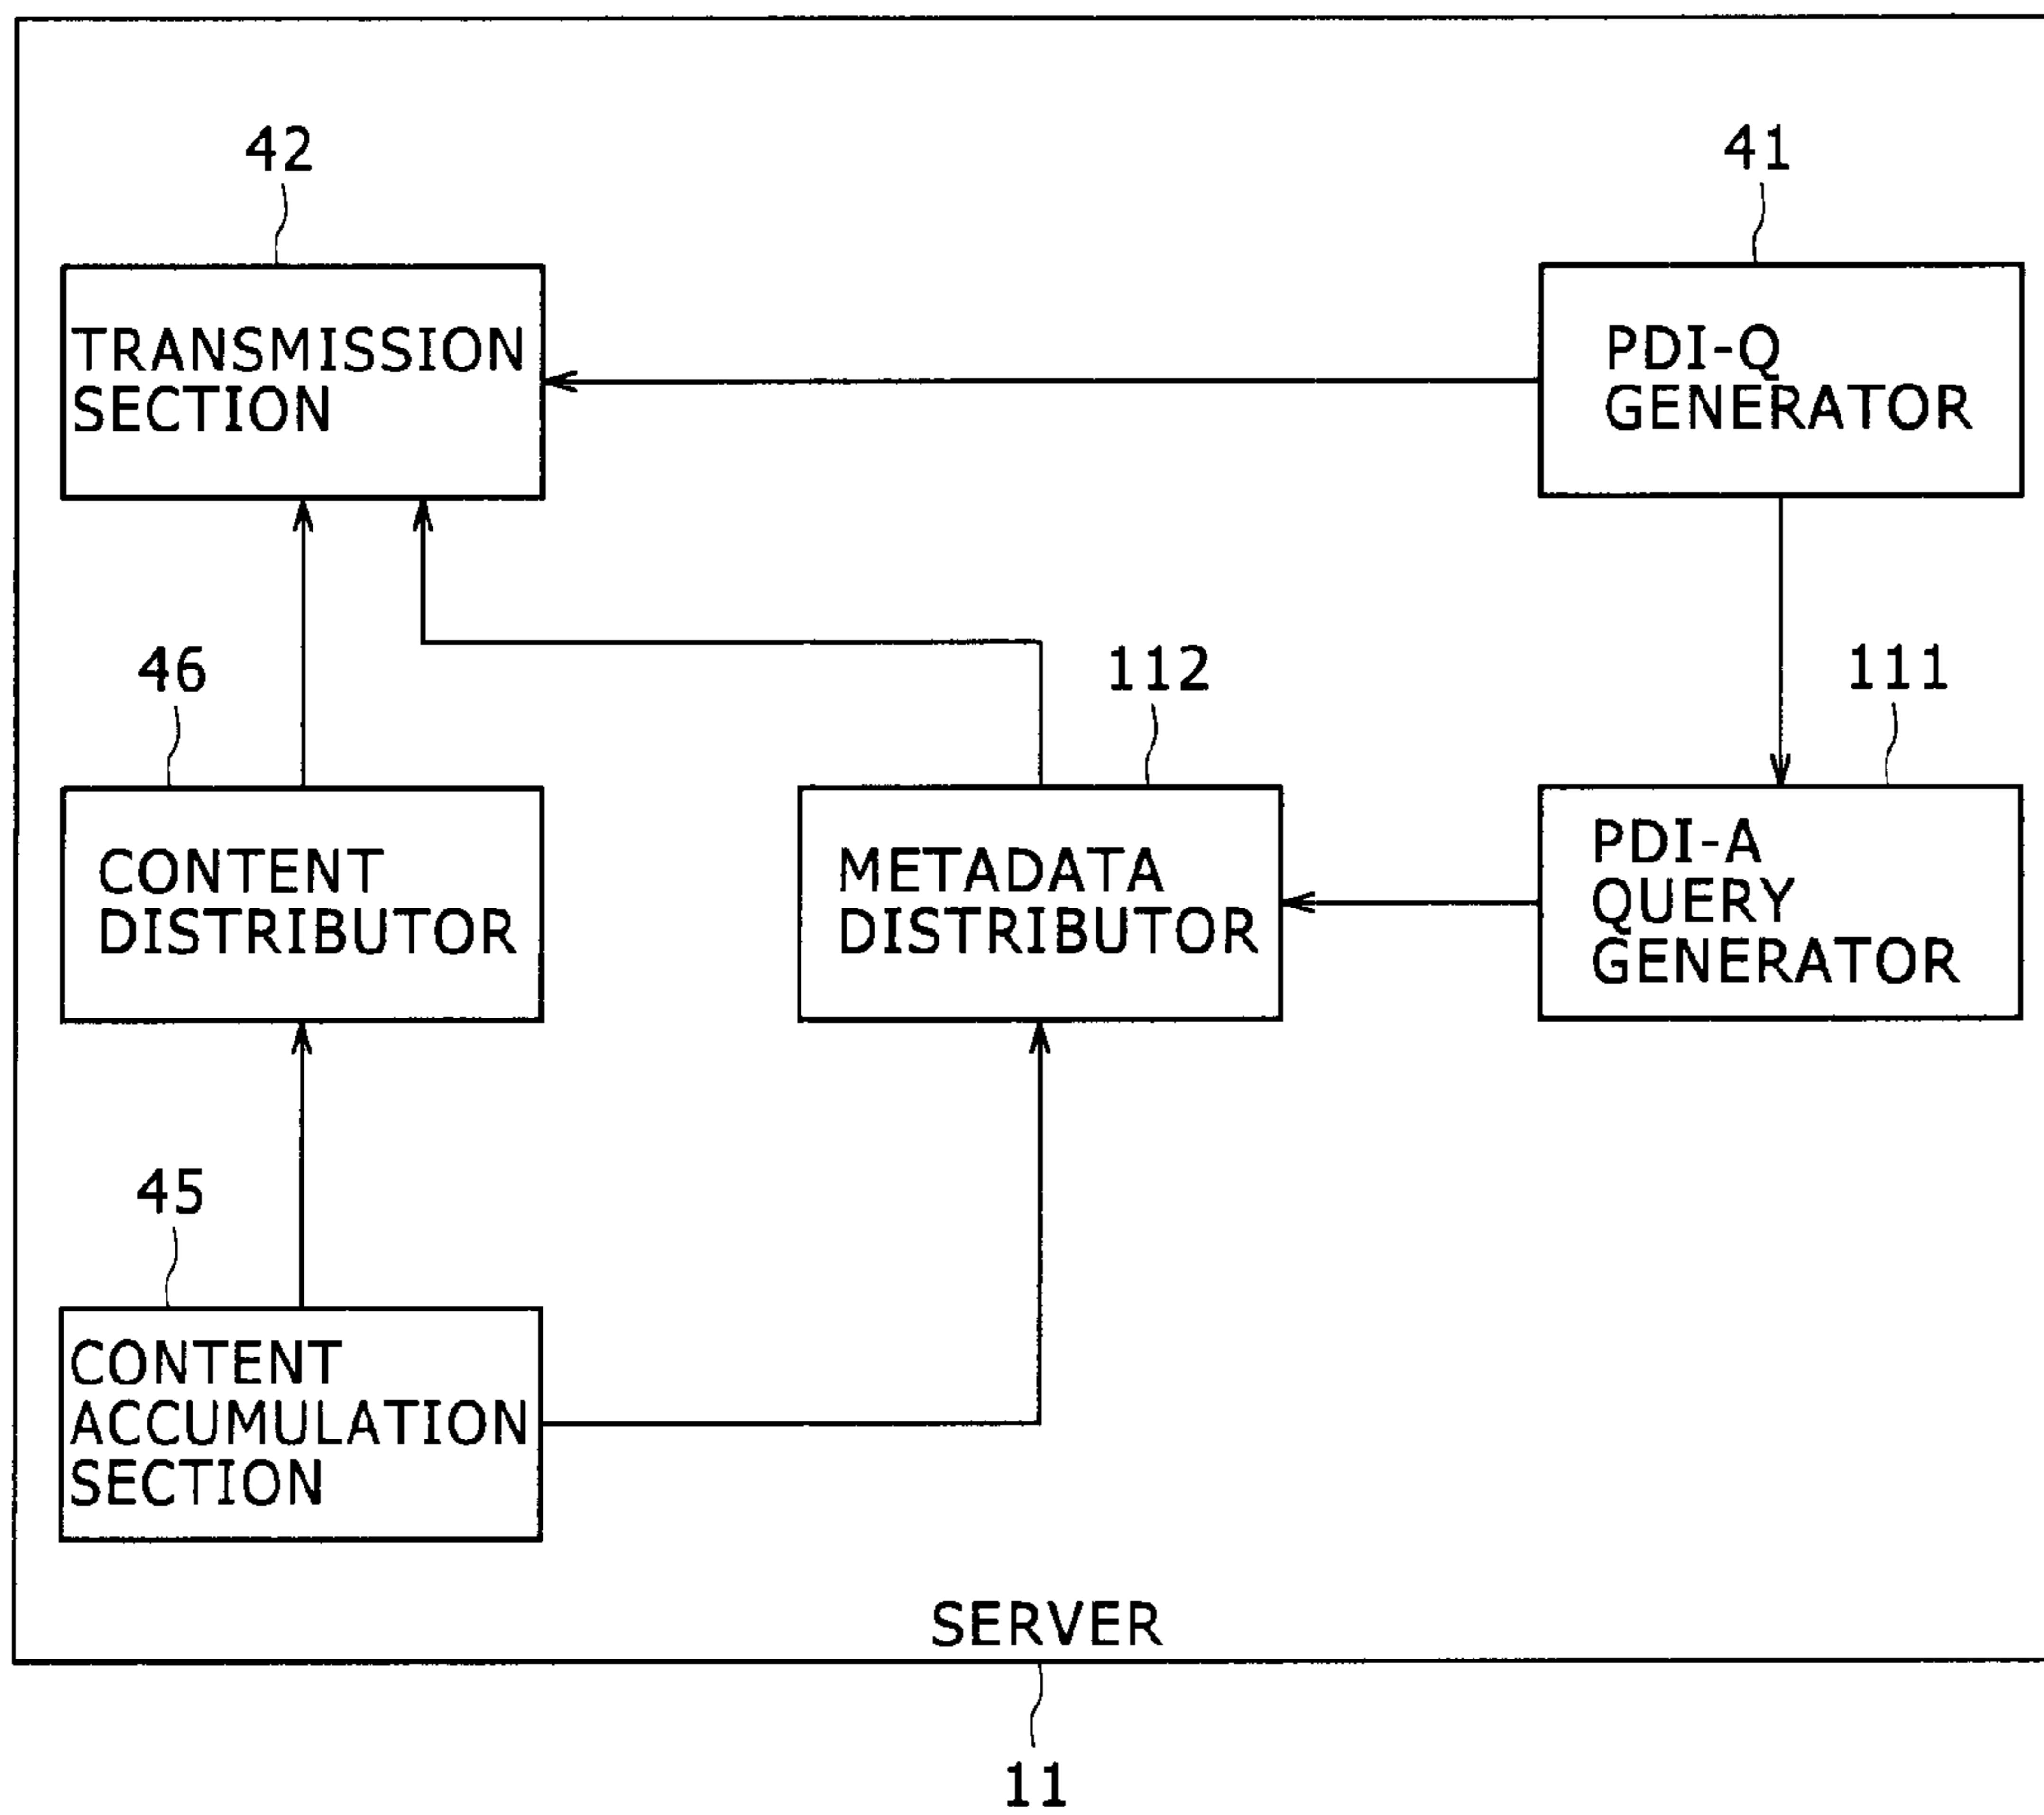 42
41
TRANSMISSION
SECTION
PDI-Q
GENERATOR
46
112
111
CONTENT
DISTRIBUTOR
METADATA
DISTRIBUTOR
PDI-A
QUERY
GENERATOR
45
CONTENT
ACCUMULATION
SECTION
SERVER
11